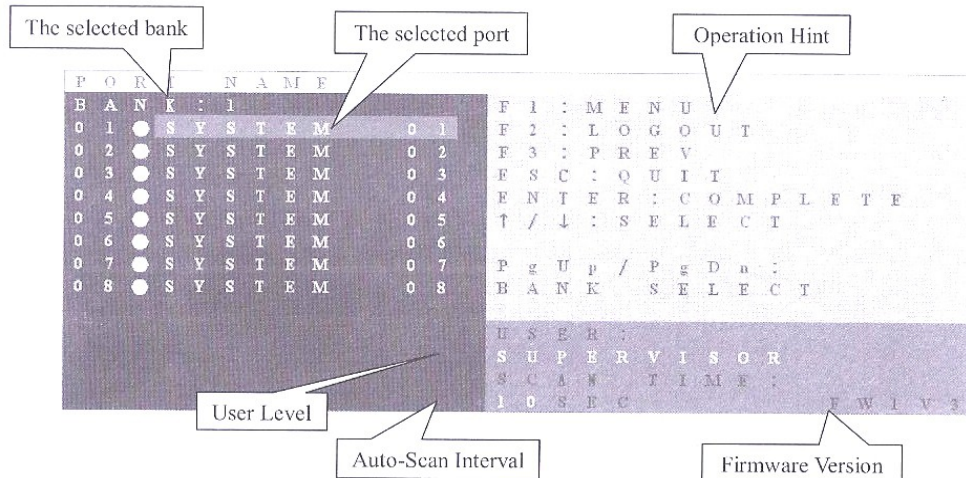 The selected bank
The selected port
Operation Hint
PORT NAME
BANK:1
01 SYSTEM 01
02 SYSTEM 02
03 SYSTEM 03
04 SYSTEM 04
05 SYSTEM 05
06 SYSTEM 06
07 SYSTEM 07
08 SYSTEM 08
F1:MENU
F2:LOGOUT
F3:PREV
ESC:QUIT
ENTER:COMPLETE
↑/↓:SELECT
PgUp/PgDn:
BANK SELECT
USER:
SUPERVISOR
SCAN TIME:
10SEC FW1V3
User Level
Auto-Scan Interval
Firmware Version